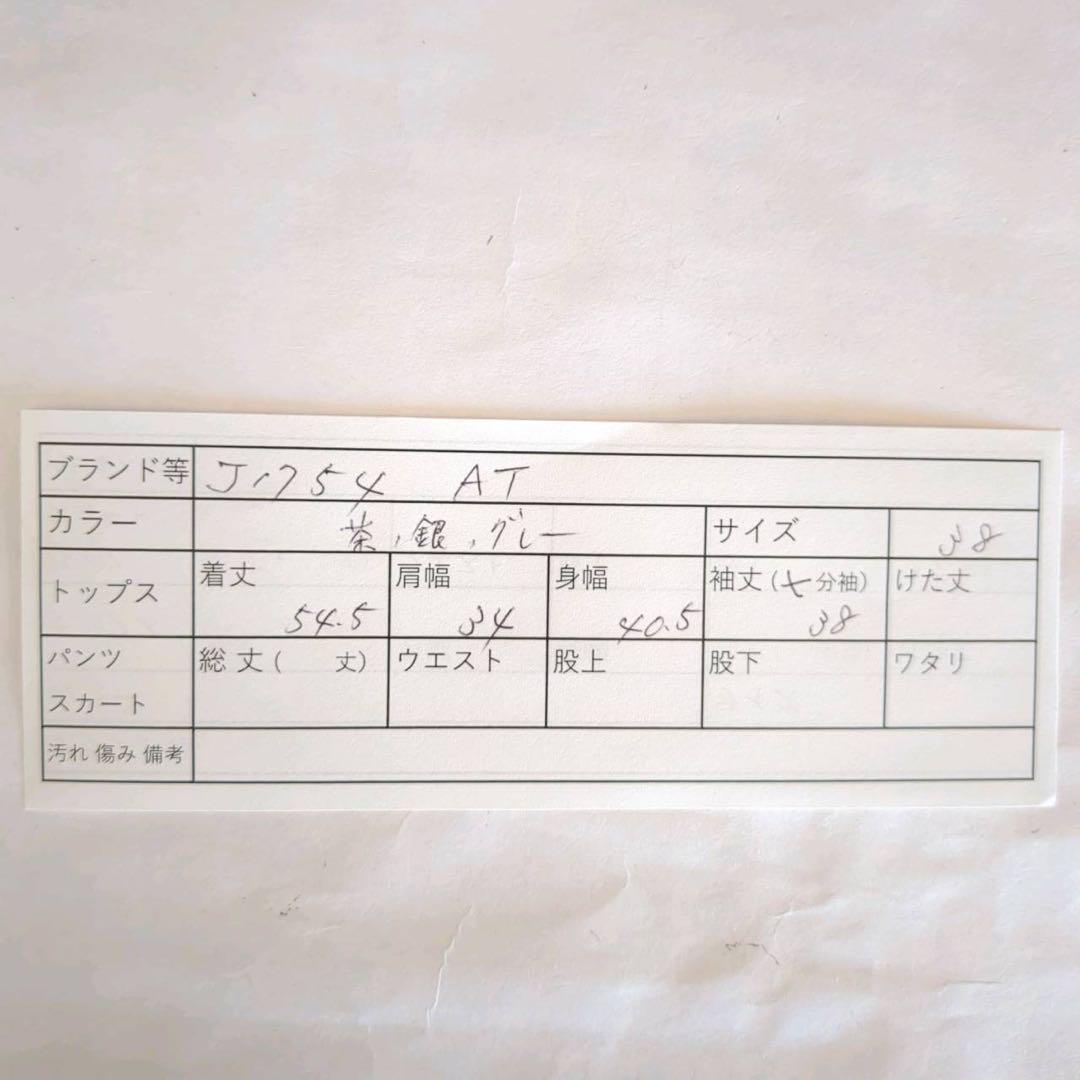 ブランド等 J1754 AT
カラー 茶,銀,グレー サイズ 38
トップス 着丈 54.5 肩幅 34 身幅 40.5 袖丈(七分袖) 38 けた丈
パンツ スカート 総丈( 丈) ウエスト 股上 股下 ワタリ
汚れ 傷み 備考